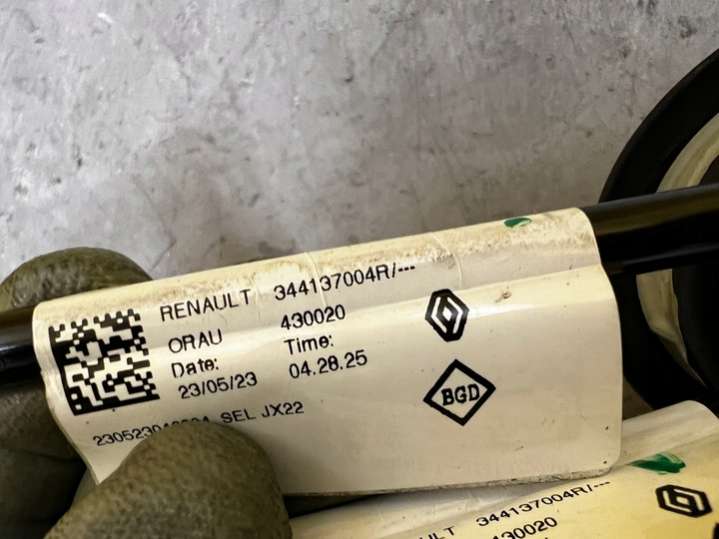 RENAULT 344137004R/---
ORAU 430020
Date: Time:
23/05/23 04.28.25
SEL JX22
BGD
344137004R/---
430020